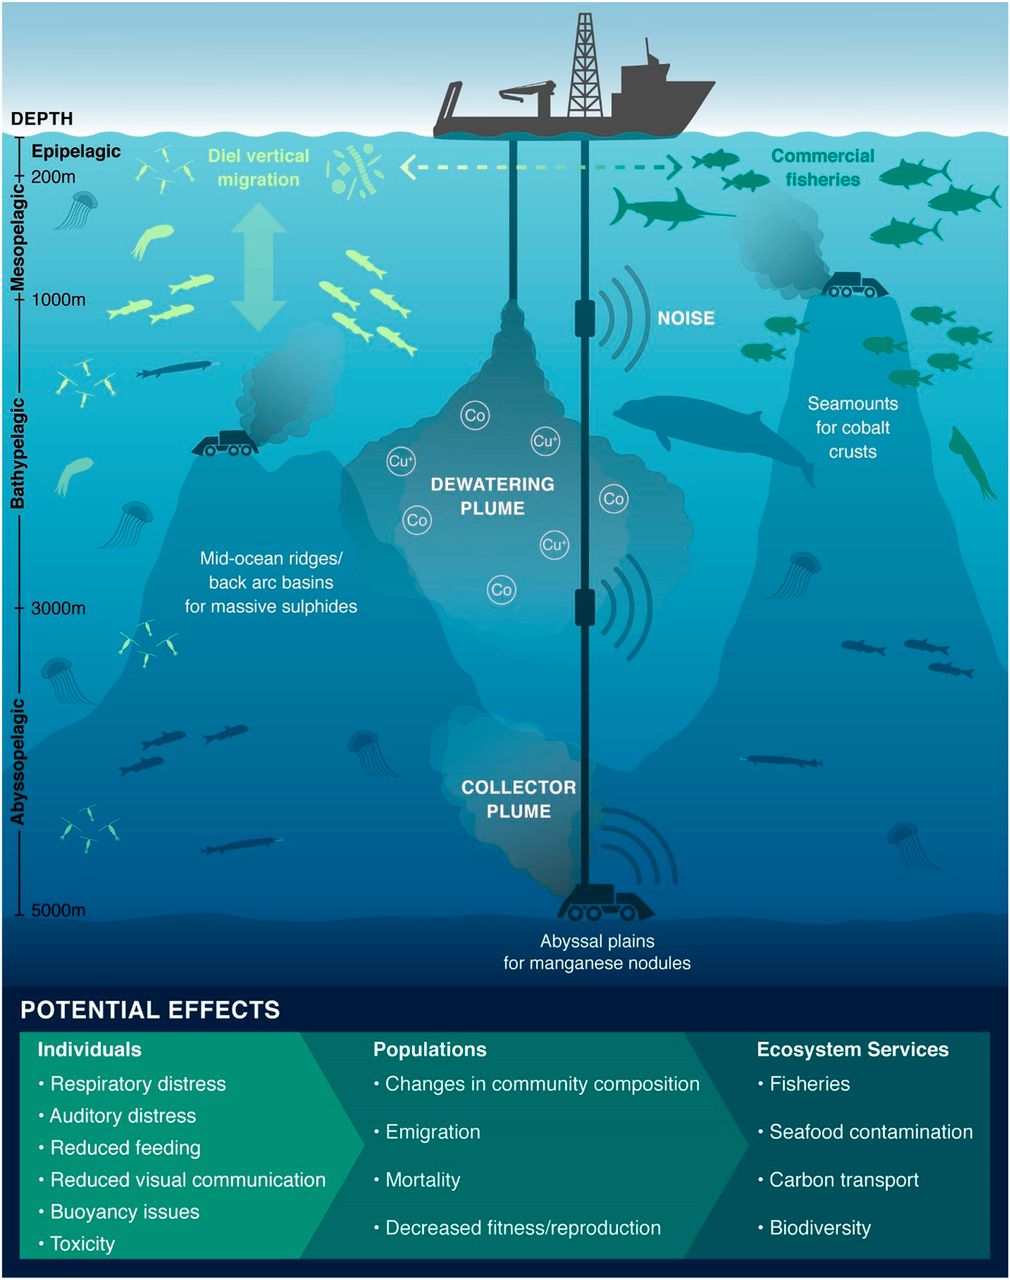 DEPTH
Epipelagic
200m
Mesopelagic
1000m
Bathypelagic
3000m
Abyssopelagic
5000m
Diel vertical
migration
Commercial
fisheries
NOISE
Seamounts
for cobalt
crusts
Co
Cu+
Cu+
DEWATERING
PLUME
Co
Co
Cu+
Co
Mid-ocean ridges/
back arc basins
for massive sulphides
COLLECTOR
PLUME
Abyssal plains
for manganese nodules
POTENTIAL EFFECTS
Individuals
• Respiratory distress
• Auditory distress
• Reduced feeding
• Reduced visual communication
• Buoyancy issues
• Toxicity
Populations
• Changes in community composition
• Emigration
• Mortality
• Decreased fitness/reproduction
Ecosystem Services
• Fisheries
• Seafood contamination
• Carbon transport
• Biodiversity